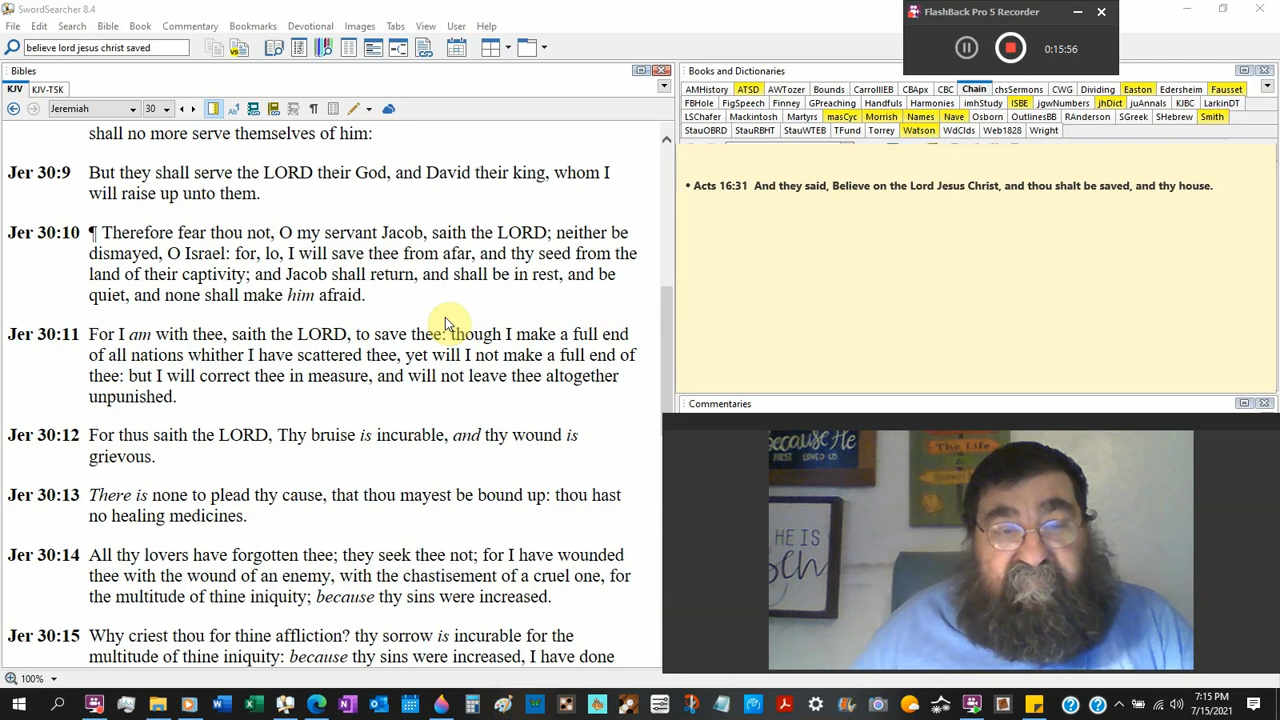 SwordSearcher 8.4
File Edit Search Bible Book Commentary Bookmarks Devotional Images Tabs View User Help
believe lord jesus christ saved
VS
FlashBack Pro 5 Recorder
0:15:56
Bibles
KJV KJV-TSK
Jeremiah 30
shall no more serve themselves of him:
Jer 30:9 But they shall serve the LORD their God, and David their king, whom I
will raise up unto them.
Jer 30:10 ¶ Therefore fear thou not, O my servant Jacob, saith the LORD; neither be
dismayed, O Israel: for, lo, I will save thee from afar, and thy seed from the
land of their captivity; and Jacob shall return, and shall be in rest, and be
quiet, and none shall make him afraid.
Jer 30:11 For I am with thee, saith the LORD, to save thee: though I make a full end
of all nations whither I have scattered thee, yet will I not make a full end of
thee: but I will correct thee in measure, and will not leave thee altogether
unpunished.
Jer 30:12 For thus saith the LORD, Thy bruise is incurable, and thy wound is
grievous.
Jer 30:13 There is none to plead thy cause, that thou mayest be bound up: thou hast
no healing medicines.
Jer 30:14 All thy lovers have forgotten thee; they seek thee not; for I have wounded
thee with the wound of an enemy, with the chastisement of a cruel one, for
the multitude of thine iniquity; because thy sins were increased.
Jer 30:15 Why criest thou for thine affliction? thy sorrow is incurable for the
multitude of thine iniquity: because thy sins were increased, I have done
100%
Books and Dictionaries
AMHistory ATSD AWTozer Bounds CarrollIEB CBApx CBC Chain chsSermons CWG Dividing Easton Edersheim Fausset
FBHole FigSpeech Finney GPreaching Handfuls Harmonies imhStudy ISBE jgwNumbers jhDict juAnnals KJBC LarkinDT
LSChafer Mackintosh Martyrs masCyc Morrish Names Nave Osborn OutlinesBB RAnderson SGreek SHebrew Smith
StauOBRD StauRBHT StauWTEB TFund Torrey Watson WdClds Web1828 Wright
• Acts 16:31 And they said, Believe on the Lord Jesus Christ, and thou shalt be saved, and thy house.
Commentaries
because He
FIRST LOVED US
The Life
HE IS
7:15 PM
7/15/2021